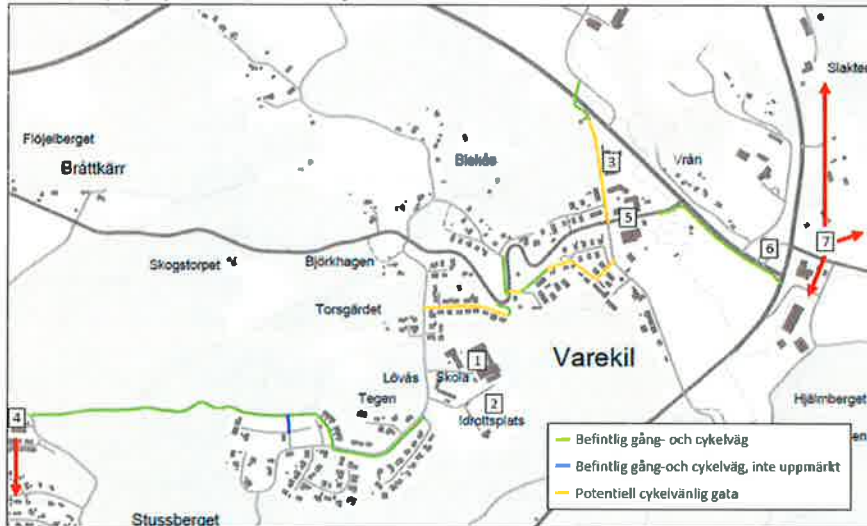 Slakte
Flöjelberget
Bråttkärr
Blekås
3
Vrån
5
6
7
Skogstorpet
Björkhagen
Torsgärdet
1
Varekil
Lövås Skola
2
Tegen
Idrottsplats
Hjälmberget
4
en
Stussberget
Befintlig gång- och cykelväg
Befintlig gång-och cykelväg, inte uppmärkt
Potentiell cykelvänlig gata